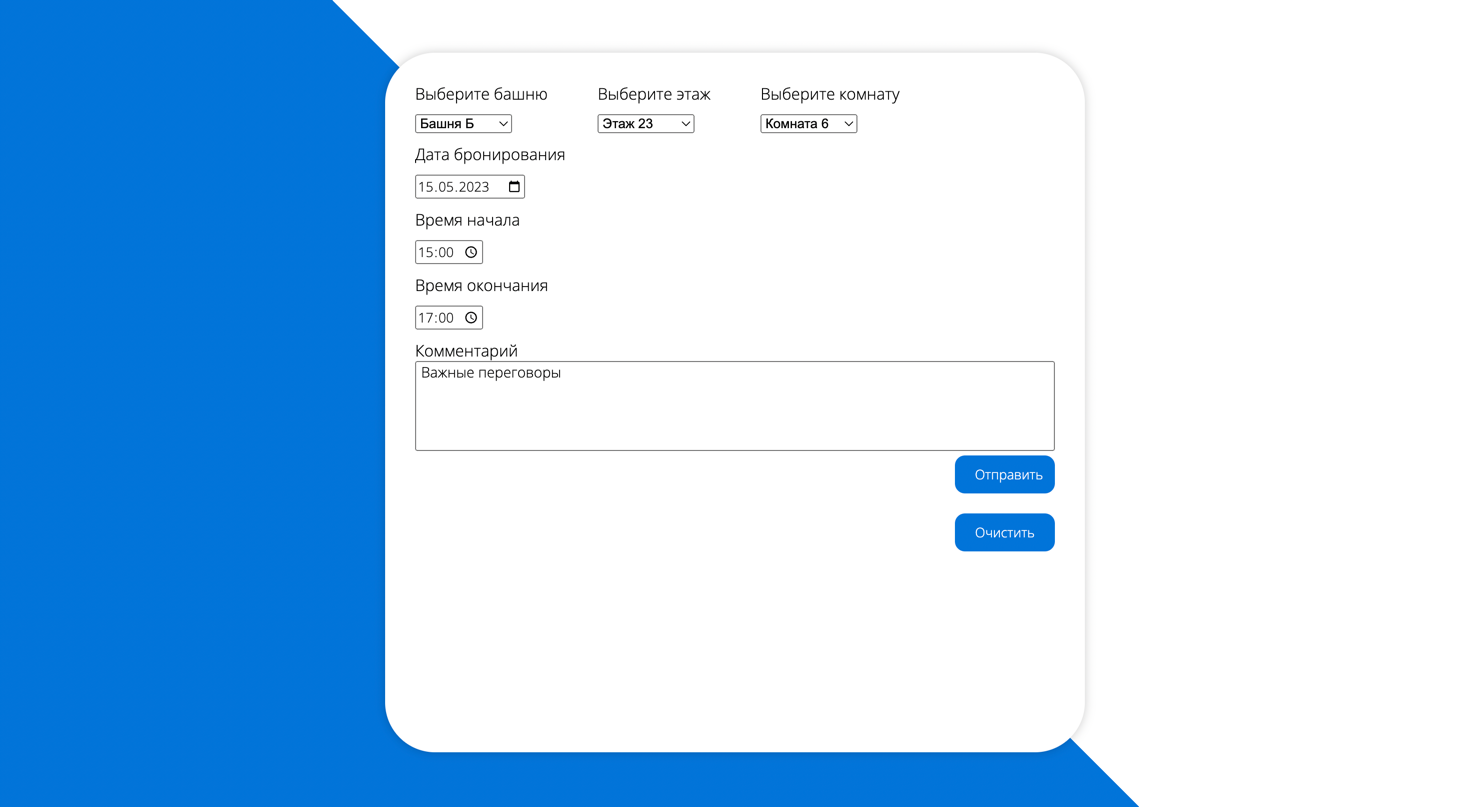 Выберите башню Выберите этаж Выберите комнату
Башня Б Этаж 23 Комната 6
Дата бронирования
15.05.2023
Время начала
15:00
Время окончания
17:00
Комментарий
Важные переговоры
Отправить
Очистить